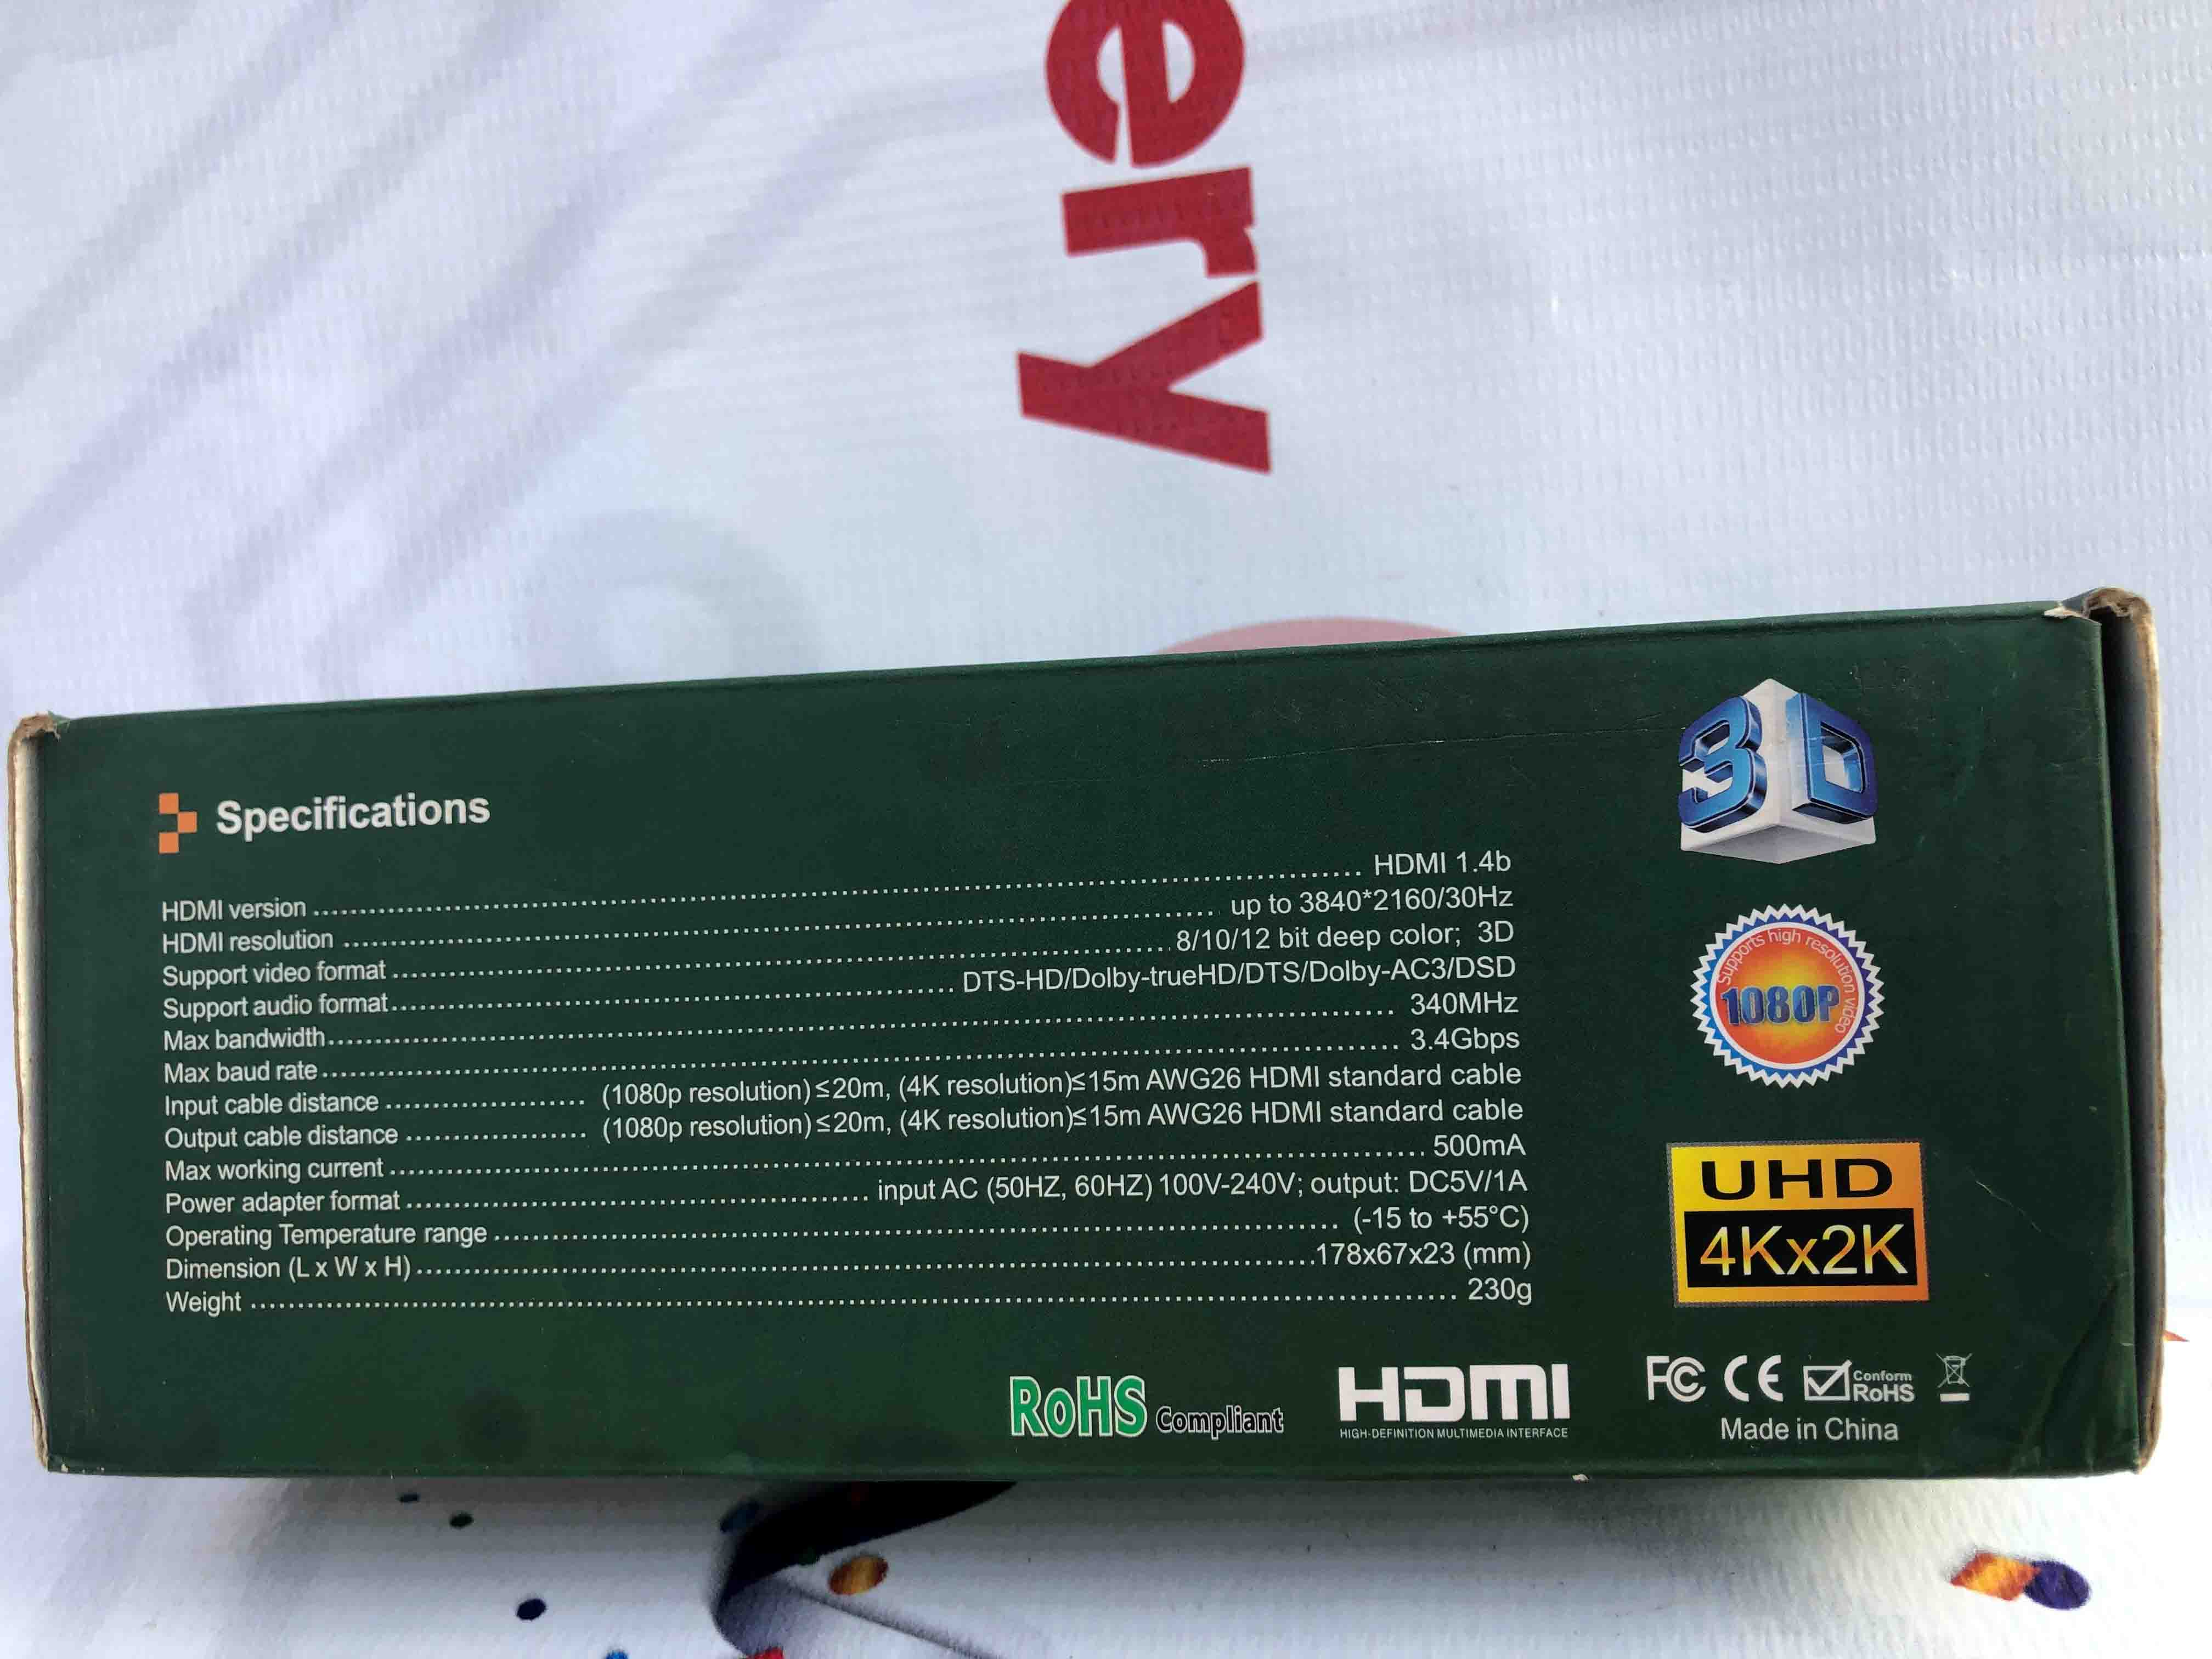 ery
3D
Specifications
HDMI version ........ HDMI 1.4b
HDMI resolution ........ up to 3840*2160/30Hz
Support video format ........ 8/10/12 bit deep color; 3D
Support audio format ........ DTS-HD/Dolby-trueHD/DTS/Dolby-AC3/DSD
Max bandwidth ........ 340MHz
Max baud rate ........ 3.4Gbps
Input cable distance ........ (1080p resolution)≤20m, (4K resolution)≤15m AWG26 HDMI standard cable
Output cable distance ........ (1080p resolution)≤20m, (4K resolution)≤15m AWG26 HDMI standard cable
Max working current ........ 500mA
Power adapter format ........ input AC (50HZ, 60HZ) 100V-240V; output: DC5V/1A
Operating Temperature range ........ (-15 to +55°C)
Dimension (L x W x H) ........ 178x67x23 (mm)
Weight ........ 230g
Supports high resolution video
1080P
UHD
4Kx2K
RoHS Compliant
HDMI
HIGH-DEFINITION MULTIMEDIA INTERFACE
FC CE Conform RoHS
Made in China